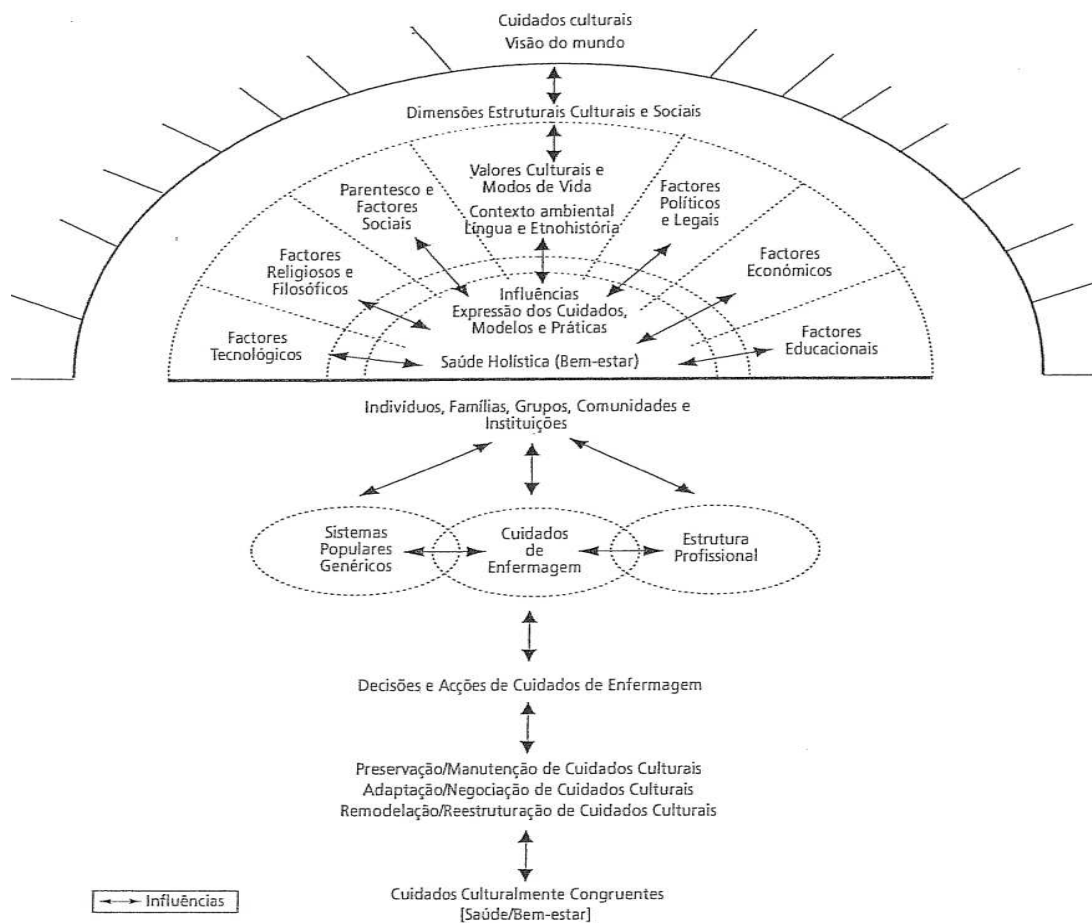 Cuidados culturais
Visão do mundo
Dimensões Estruturais Culturais e Sociais
Valores Culturais e
Modos de Vida
Contexto ambiental
Língua e Etnohistória
Parentesco e
Factores
Sociais
Factores
Políticos
e Legais
Factores
Religiosos e
Filosóficos
Factores
Económicos
Factores
Tecnológicos
Factores
Educacionais
Influências
Expressão dos Cuidados,
Modelos e Práticas
Saúde Holística (Bem-estar)
Indivíduos, Famílias, Grupos, Comunidades e
Instituições
Sistemas
Populares
Genéricos
Cuidados
de
Enfermagem
Estrutura
Profissional
Decisões e Acções de Cuidados de Enfermagem
Preservação/Manutenção de Cuidados Culturais
Adaptação/Negociação de Cuidados Culturais
Remodelação/Reestruturação de Cuidados Culturais
Influências
Cuidados Culturalmente Congruentes
[Saúde/Bem-estar]